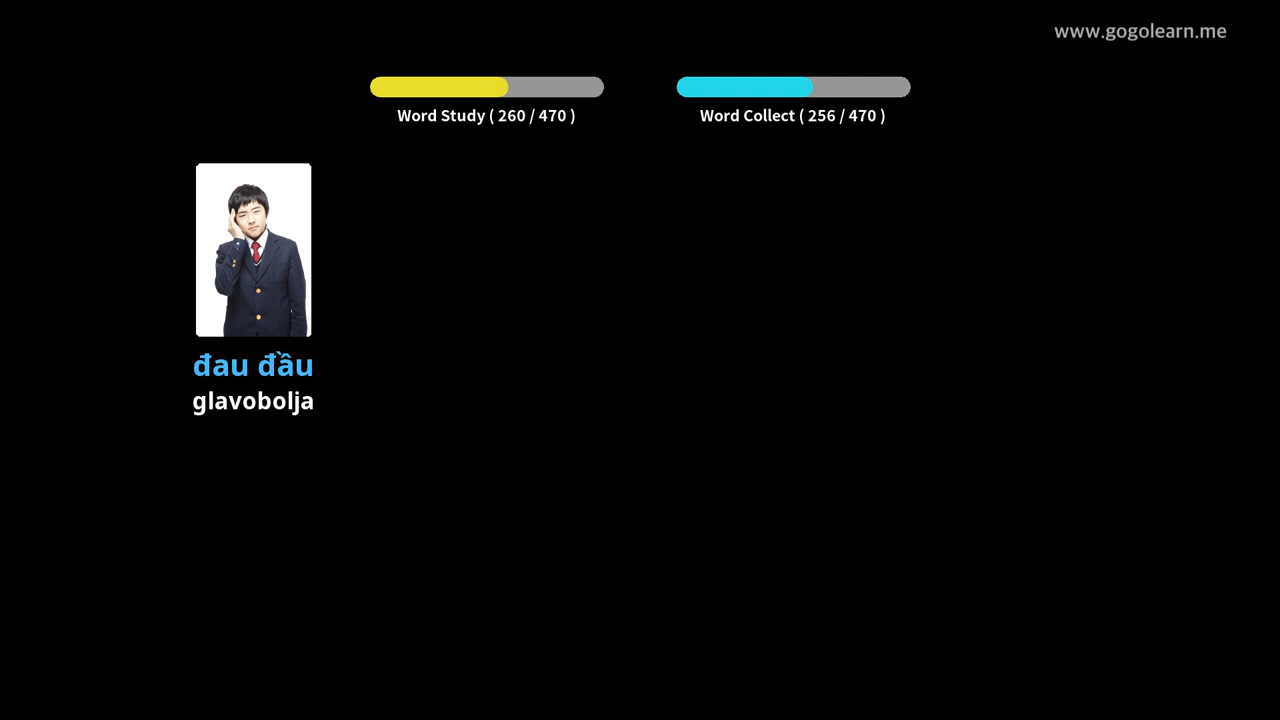 www.gogolearn.me
Word Study ( 260 / 470 )
Word Collect ( 256 / 470 )
đau đầu
glavobolja